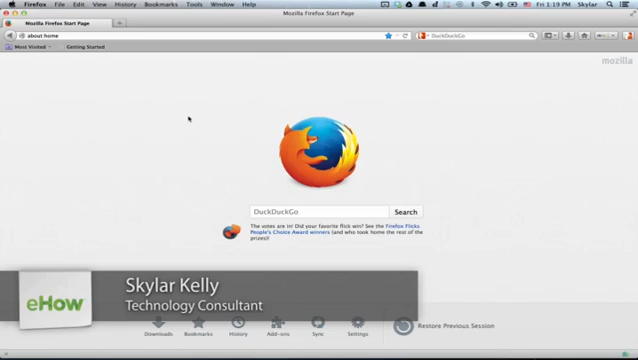 Firefox File Edit View History Bookmarks Tools Window Help
Fri 1:19 PM Skylar
Mozilla Firefox Start Page
Mozilla Firefox Start Page
about:home
DuckDuckGo
Most Visited Getting Started
mozilla
DuckDuckGo Search
The votes are in! Did your favorite flick win? See the Firefox Flicks
People's Choice Award winners (and who took home the rest of the
prizes)!
Skylar Kelly
eHow
Technology Consultant
Downloads Bookmarks History Add-ons Sync Settings Restore Previous Session